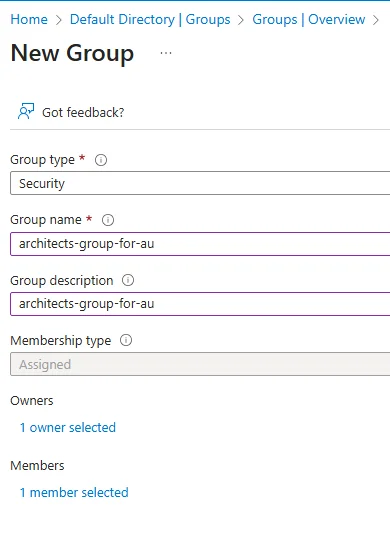 Home > Default Directory | Groups > Groups | Overview >
New Group ...
Got feedback?
Group type *
Security
Group name *
architects-group-for-au
Group description
architects-group-for-au
Membership type
Assigned
Owners
1 owner selected
Members
1 member selected